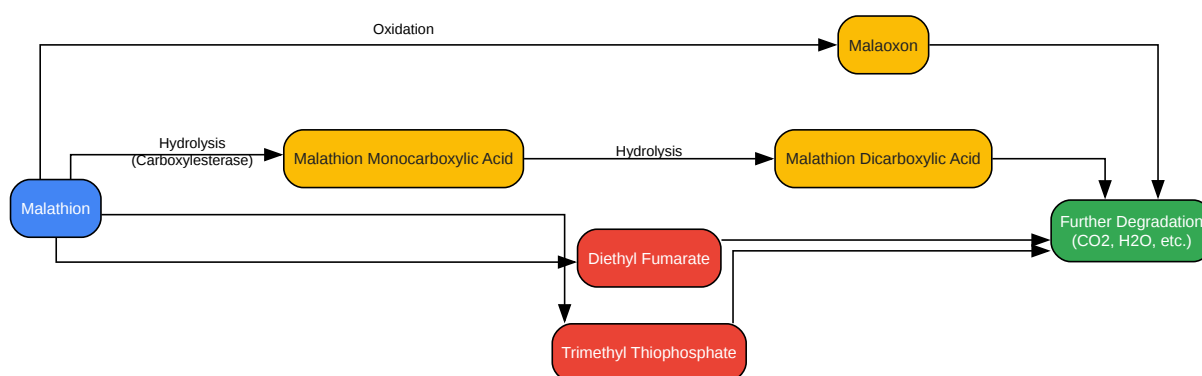 Oxidation
Malaoxon
Hydrolysis
(Carboxylesterase)
Malathion Monocarboxylic Acid
Hydrolysis
Malathion Dicarboxylic Acid
Malathion
Further Degradation
(CO2, H2O, etc.)
Diethyl Fumarate
Trimethyl Thiophosphate